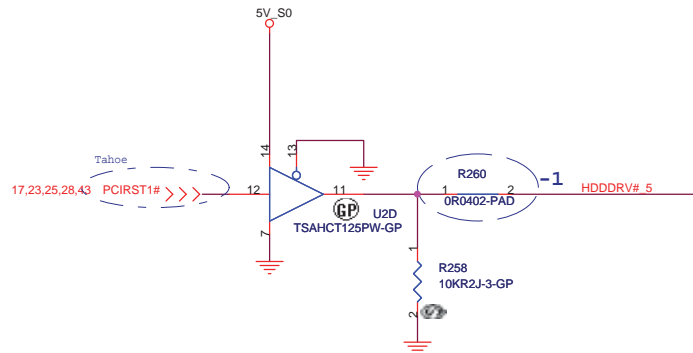 5V_S0
14
13
Tahoe
17,23,25,28,43 PCIRST1#
12
11
GP
U2D
TSAHCT125PW-GP
7
R260
1
2
-1
0R0402-PAD
HDDDRV#_5
1
R258
10KR2J-3-GP
2